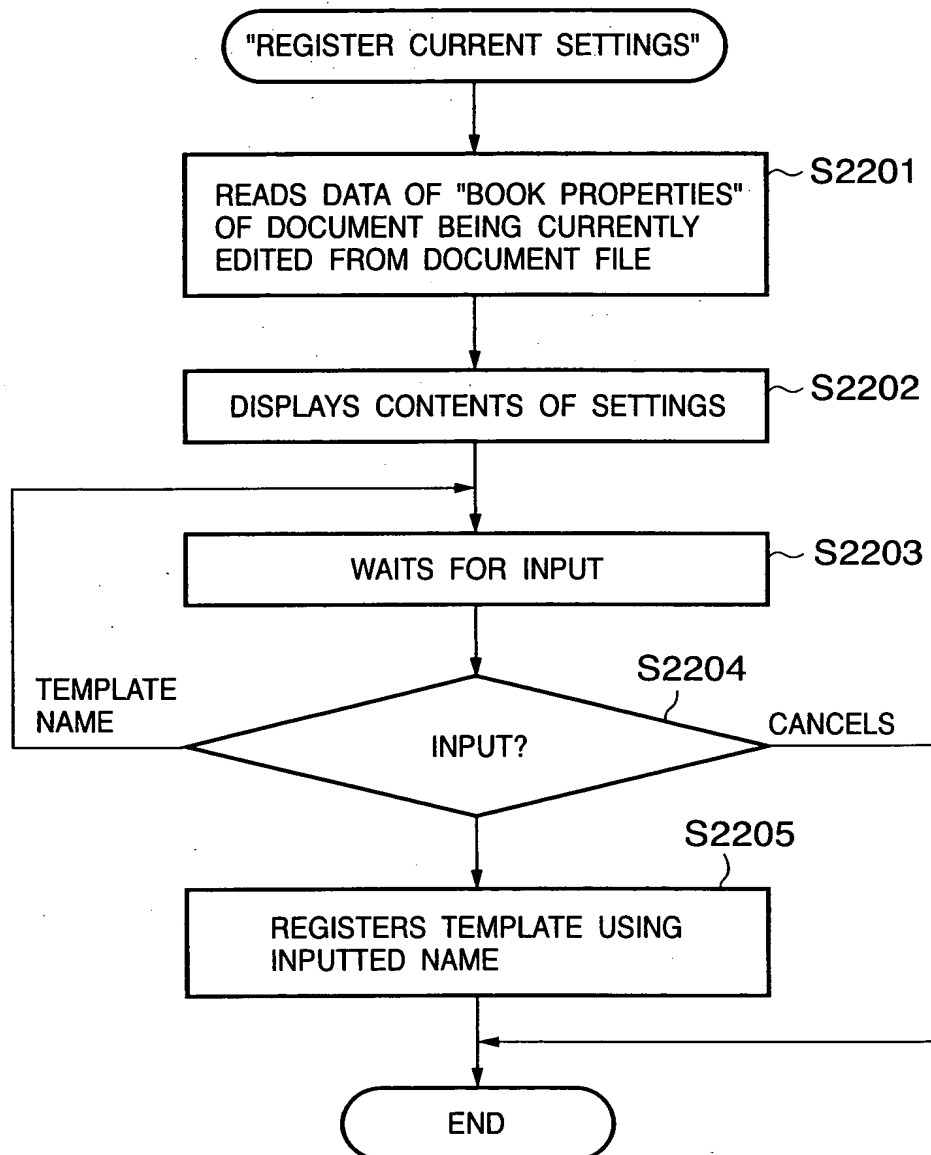 "REGISTER CURRENT SETTINGS"
S2201
READS DATA OF "BOOK PROPERTIES"
OF DOCUMENT BEING CURRENTLY
EDITED FROM DOCUMENT FILE
S2202
DISPLAYS CONTENTS OF SETTINGS
S2203
WAITS FOR INPUT
S2204
TEMPLATE
NAME
CANCELS
INPUT?
S2205
REGISTERS TEMPLATE USING
INPUTTED NAME
END